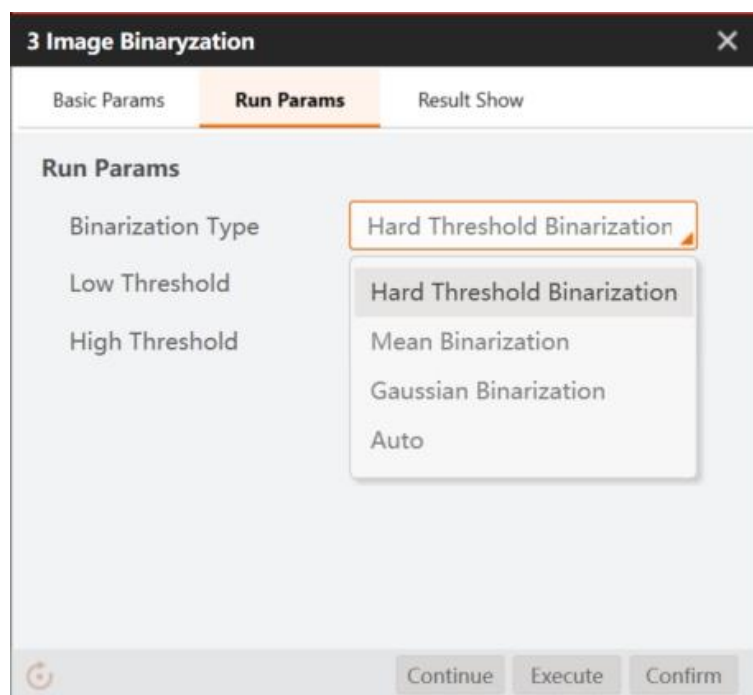 3 Image Binaryzation
Basic Params Run Params Result Show
Run Params
Binarization Type Hard Threshold Binarization
Low Threshold
Hard Threshold Binarization
High Threshold
Mean Binarization
Gaussian Binarization
Auto
Continue Execute Confirm